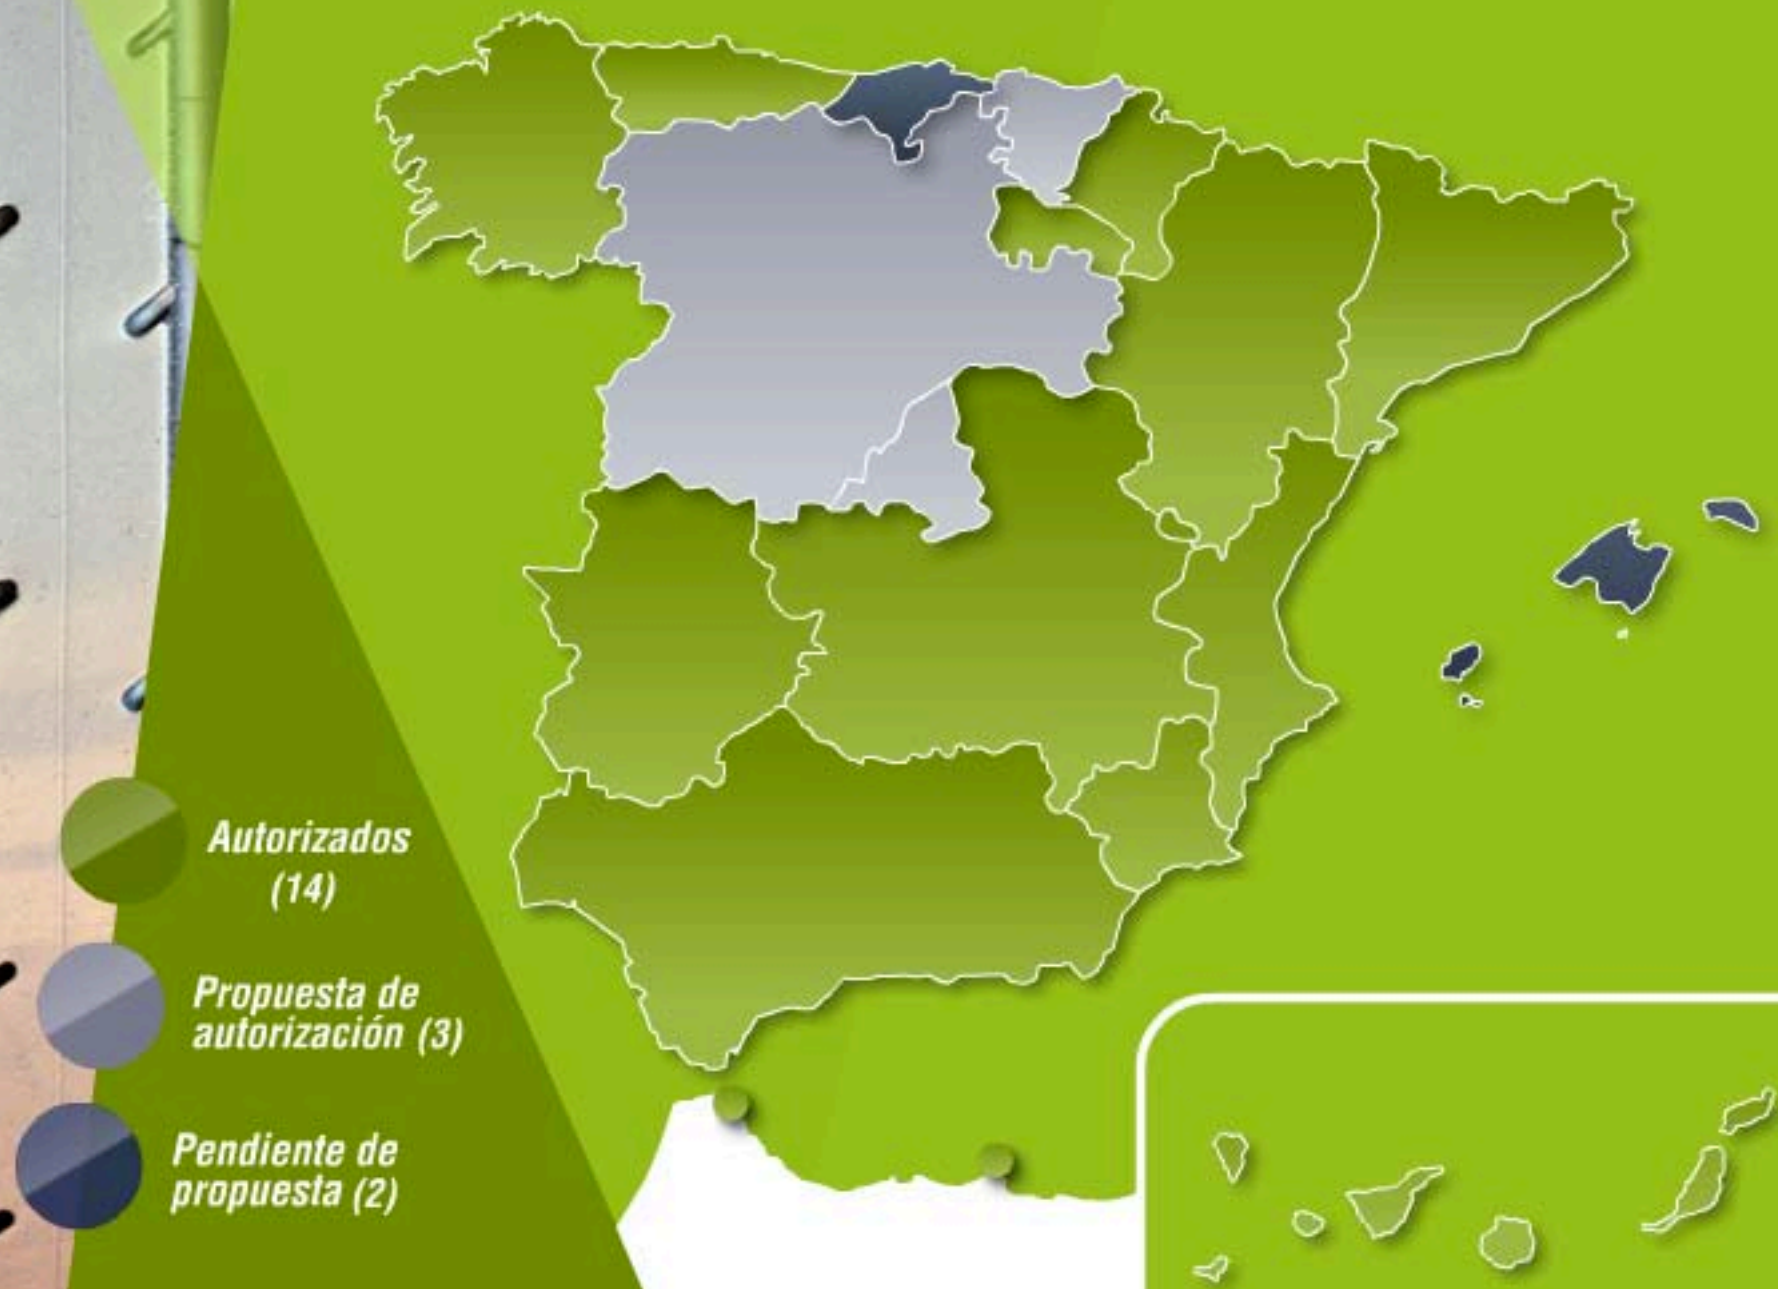 Autorizados
(14)
Propuesta de
autorización (3)
Pendiente de
propuesta (2)